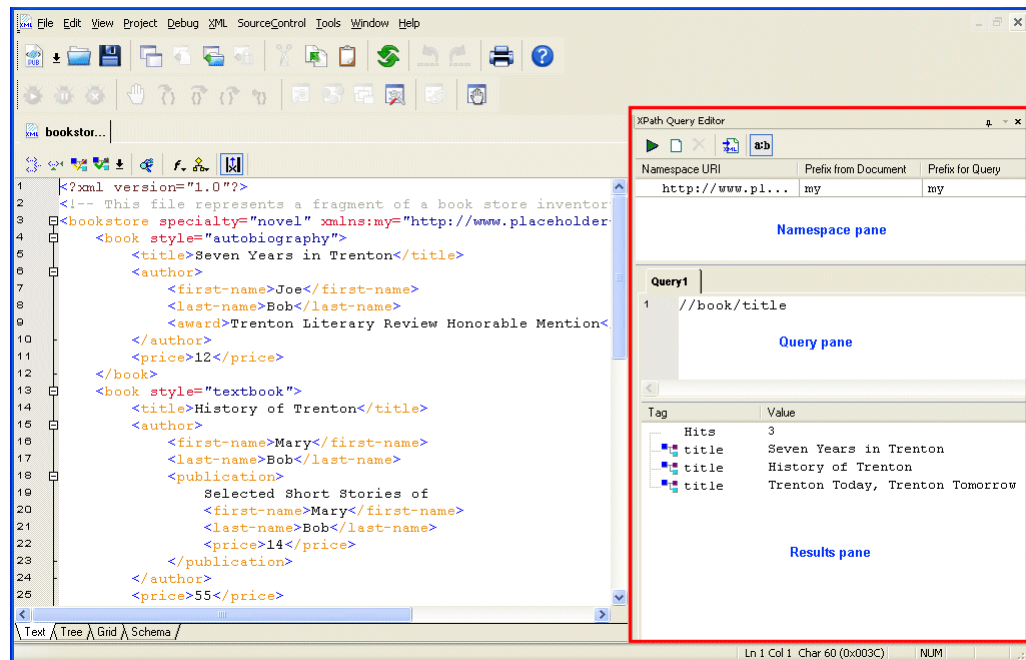 File Edit View Project Debug XML SourceControl Tools Window Help
PUB
bookstor...
1 <?xml version="1.0"?>
2 <!-- This file represents a fragment of a book store inventor
3 <bookstore specialty="novel" xmlns:my="http://www.placeholder-
4 <book style="autobiography">
5 <title>Seven Years in Trenton</title>
6 <author>
7 <first-name>Joe</first-name>
8 <last-name>Bob</last-name>
9 <award>Trenton Literary Review Honorable Mention<
10 </author>
11 <price>12</price>
12 </book>
13 <book style="textbook">
14 <title>History of Trenton</title>
15 <author>
16 <first-name>Mary</first-name>
17 <last-name>Bob</last-name>
18 <publication>
19 Selected Short Stories of
20 <first-name>Mary</first-name>
21 <last-name>Bob</last-name>
22 <price>14</price>
23 </publication>
24 </author>
25 <price>55</price>
Text Tree Grid Schema
XPath Query Editor
a:b
Namespace URI Prefix from Document Prefix for Query
http://www.pl... my my
Namespace pane
Query1
1 //book/title
Query pane
Tag Value
Hits 3
title Seven Years in Trenton
title History of Trenton
title Trenton Today, Trenton Tomorrow
Results pane
Ln 1 Col 1 Char 60 (0x003C) NUM